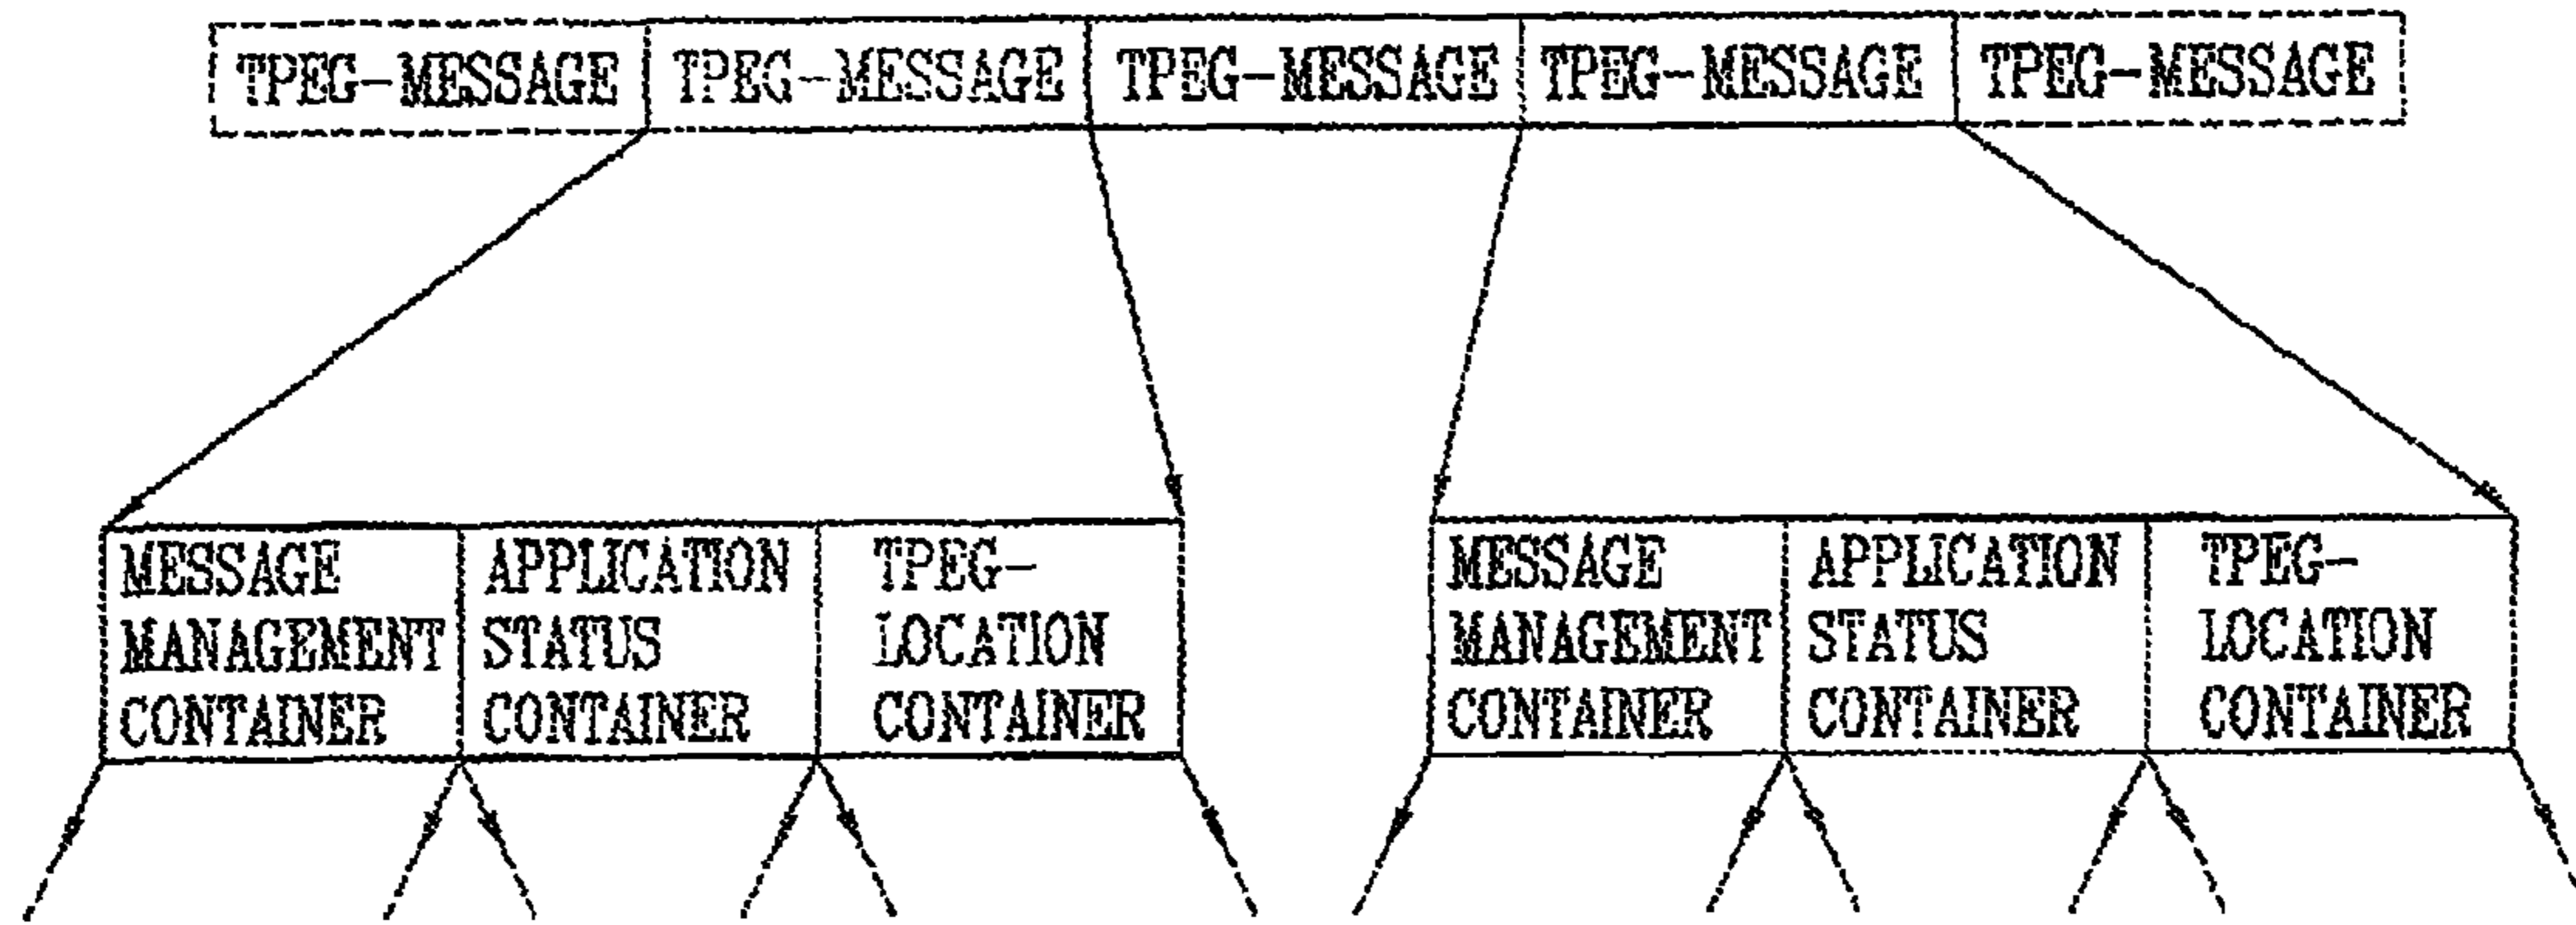 TPEG-MESSAGE TPEG-MESSAGE TPEG-MESSAGE TPEG-MESSAGE TPEG-MESSAGE
MESSAGE
MANAGEMENT
CONTAINER
APPLICATION
STATUS
CONTAINER
TPEG-
LOCATION
CONTAINER
MESSAGE
MANAGEMENT
CONTAINER
APPLICATION
STATUS
CONTAINER
TPEG-
LOCATION
CONTAINER